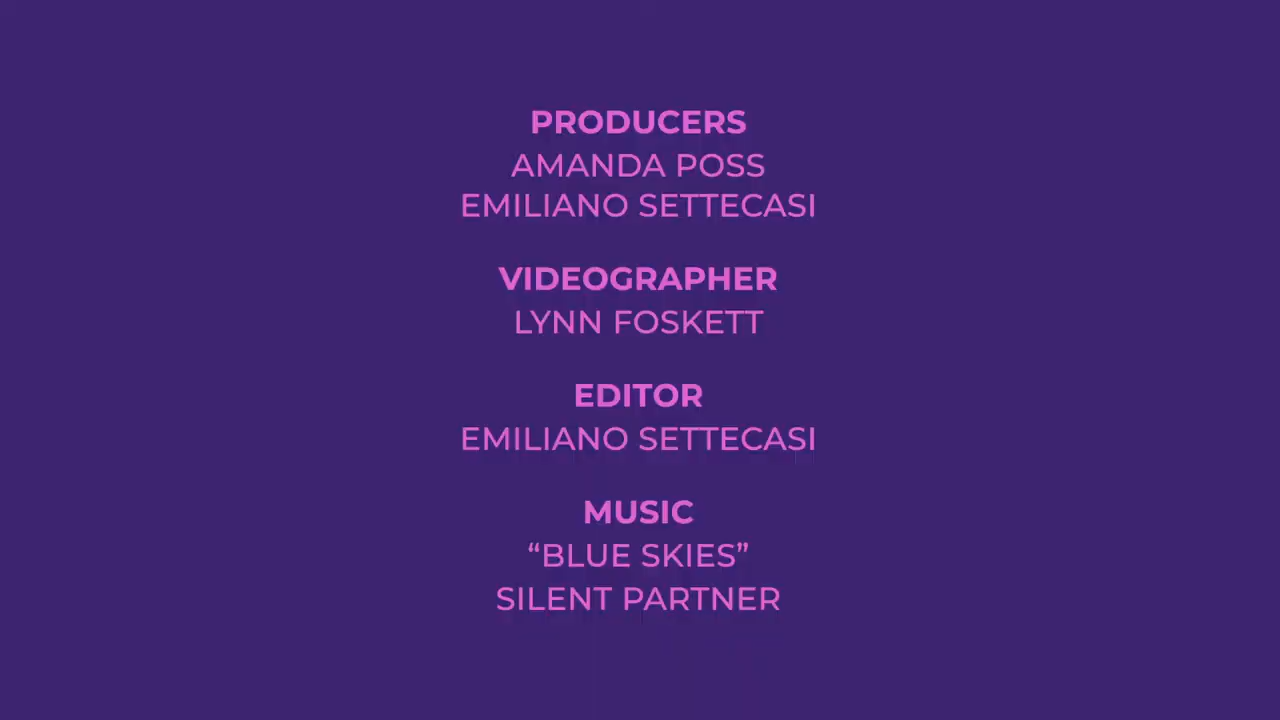 PRODUCERS
AMANDA POSS
EMILIANO SETTECASI
VIDEOGRAPHER
LYNN FOSKETT
EDITOR
EMILIANO SETTECASI
MUSIC
“BLUE SKIES”
SILENT PARTNER